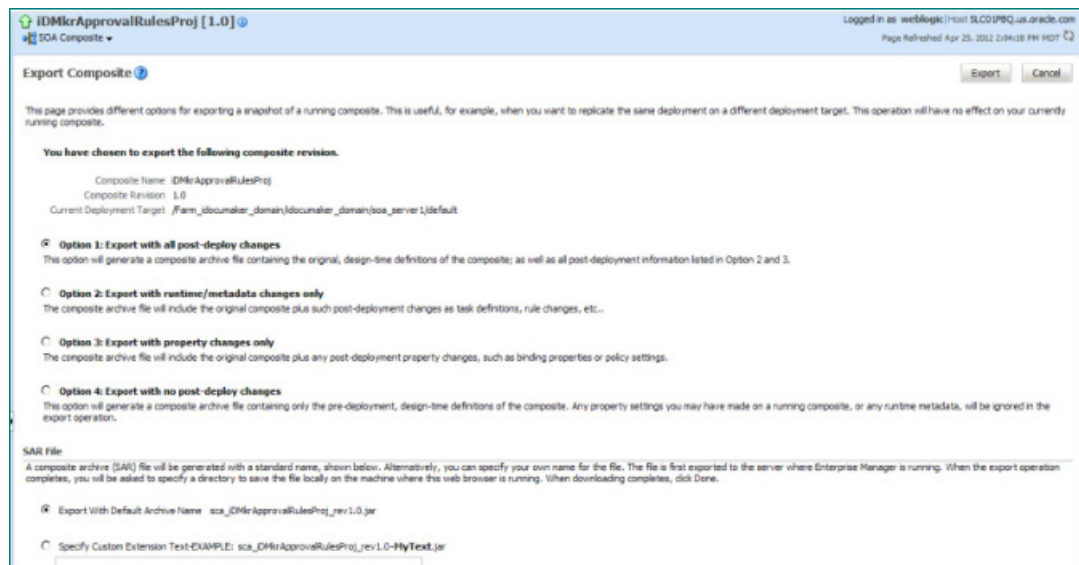 iDMkrApprovalRulesProj [1.0]
Logged in as weblogic|Host SLC01PBQ.us.oracle.com
SOA Composite
Page Refreshed Apr 25, 2012 2:04:18 PM MDT
Export Composite
Export
Cancel
This page provides different options for exporting a snapshot of a running composite. This is useful, for example, when you want to replicate the same deployment on a different deployment target. This operation will have no effect on your currently
running composite.
You have chosen to export the following composite revision.
Composite Name iDMkrApprovalRulesProj
Composite Revision 1.0
Current Deployment Target /Farm_idocumaker_domain/idocumaker_domain/soa_server1/default
Option 1: Export with all post-deploy changes
This option will generate a composite archive file containing the original, design-time definitions of the composite; as well as all post-deployment information listed in Option 2 and 3.
Option 2: Export with runtime/metadata changes only
The composite archive file will include the original composite plus such post-deployment changes as task definitions, rule changes, etc..
Option 3: Export with property changes only
The composite archive file will include the original composite plus any post-deployment property changes, such as binding properties or policy settings.
Option 4: Export with no post-deploy changes
This option will generate a composite archive file containing only the pre-deployment, design-time definitions of the composite. Any property settings you may have made on a running composite, or any runtime metadata, will be ignored in the
export operation.
SAR File
A composite archive (SAR) file will be generated with a standard name, shown below. Alternatively, you can specify your own name for the file. The file is first exported to the server where Enterprise Manager is running. When the export operation
completes, you will be asked to specify a directory to save the file locally on the machine where this web browser is running. When downloading completes, click Done.
Export With Default Archive Name sca_iDMkrApprovalRulesProj_rev1.0.jar
Specify Custom Extension Text-EXAMPLE: sca_iDMkrApprovalRulesProj_rev1.0-MyText.jar